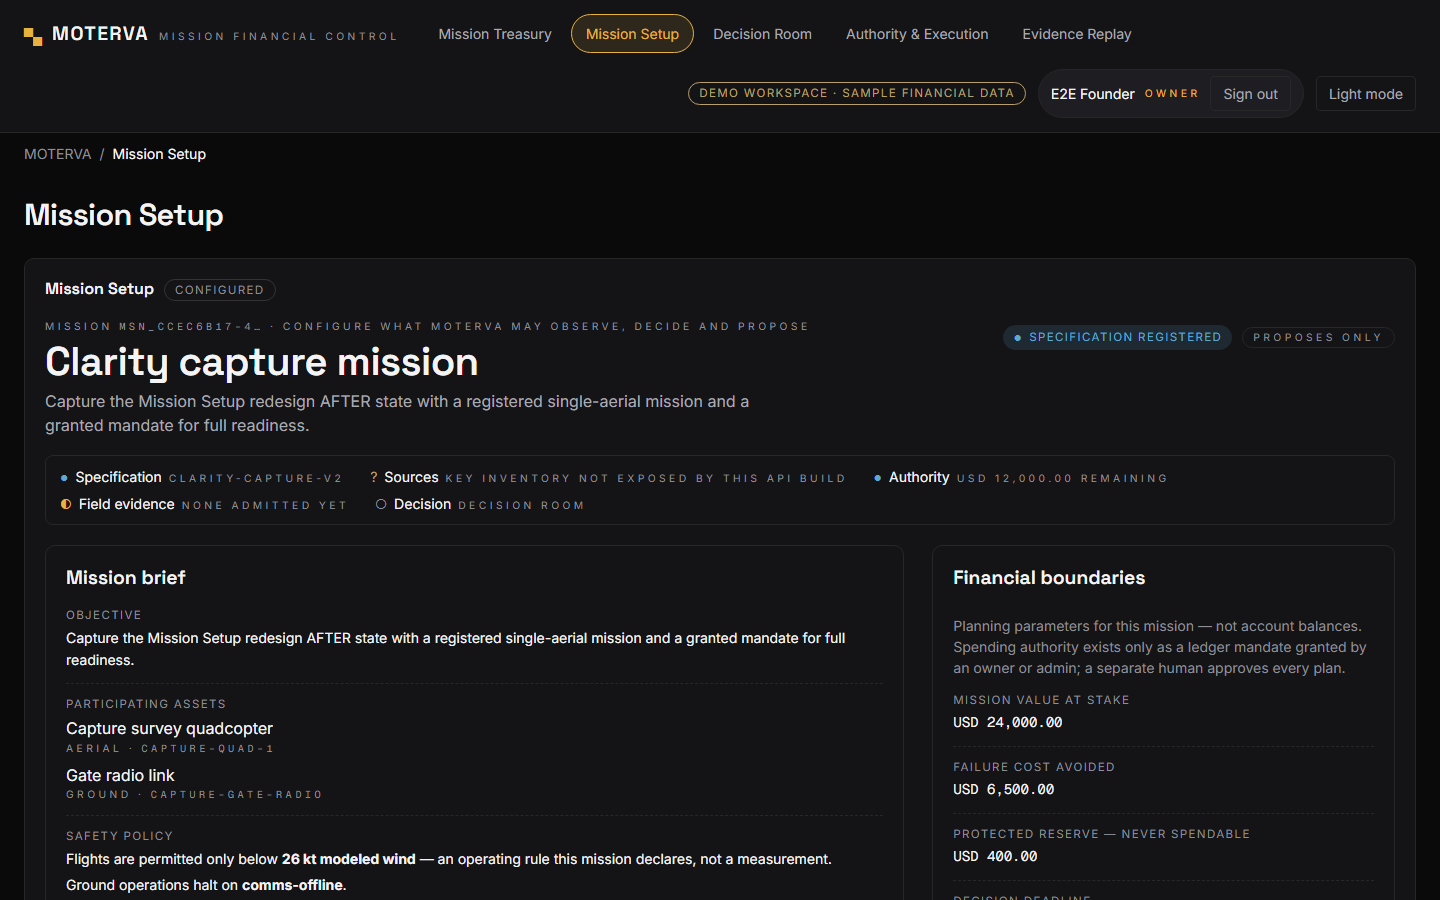 MOTERVA MISSION FINANCIAL CONTROL Mission Treasury Mission Setup Decision Room Authority & Execution Evidence Replay
DEMO WORKSPACE · SAMPLE FINANCIAL DATA E2E Founder OWNER Sign out Light mode
MOTERVA / Mission Setup
Mission Setup
Mission Setup CONFIGURED
MISSION MSN_CCEC6B17-4… · CONFIGURE WHAT MOTERVA MAY OBSERVE, DECIDE AND PROPOSE
SPECIFICATION REGISTERED PROPOSES ONLY
Clarity capture mission
Capture the Mission Setup redesign AFTER state with a registered single-aerial mission and a
granted mandate for full readiness.
Specification CLARITY-CAPTURE-V2 ? Sources KEY INVENTORY NOT EXPOSED BY THIS API BUILD Authority USD 12,000.00 REMAINING
Field evidence NONE ADMITTED YET Decision DECISION ROOM
Mission brief
OBJECTIVE
Capture the Mission Setup redesign AFTER state with a registered single-aerial mission and a granted mandate for full
readiness.
PARTICIPATING ASSETS
Capture survey quadcopter
AERIAL · CAPTURE-QUAD-1
Gate radio link
GROUND · CAPTURE-GATE-RADIO
SAFETY POLICY
Flights are permitted only below 26 kt modeled wind — an operating rule this mission declares, not a measurement.
Ground operations halt on comms-offline.
Financial boundaries
Planning parameters for this mission — not account balances.
Spending authority exists only as a ledger mandate granted by
an owner or admin; a separate human approves every plan.
MISSION VALUE AT STAKE
USD 24,000.00
FAILURE COST AVOIDED
USD 6,500.00
PROTECTED RESERVE — NEVER SPENDABLE
USD 400.00
DECISION DEADLINE